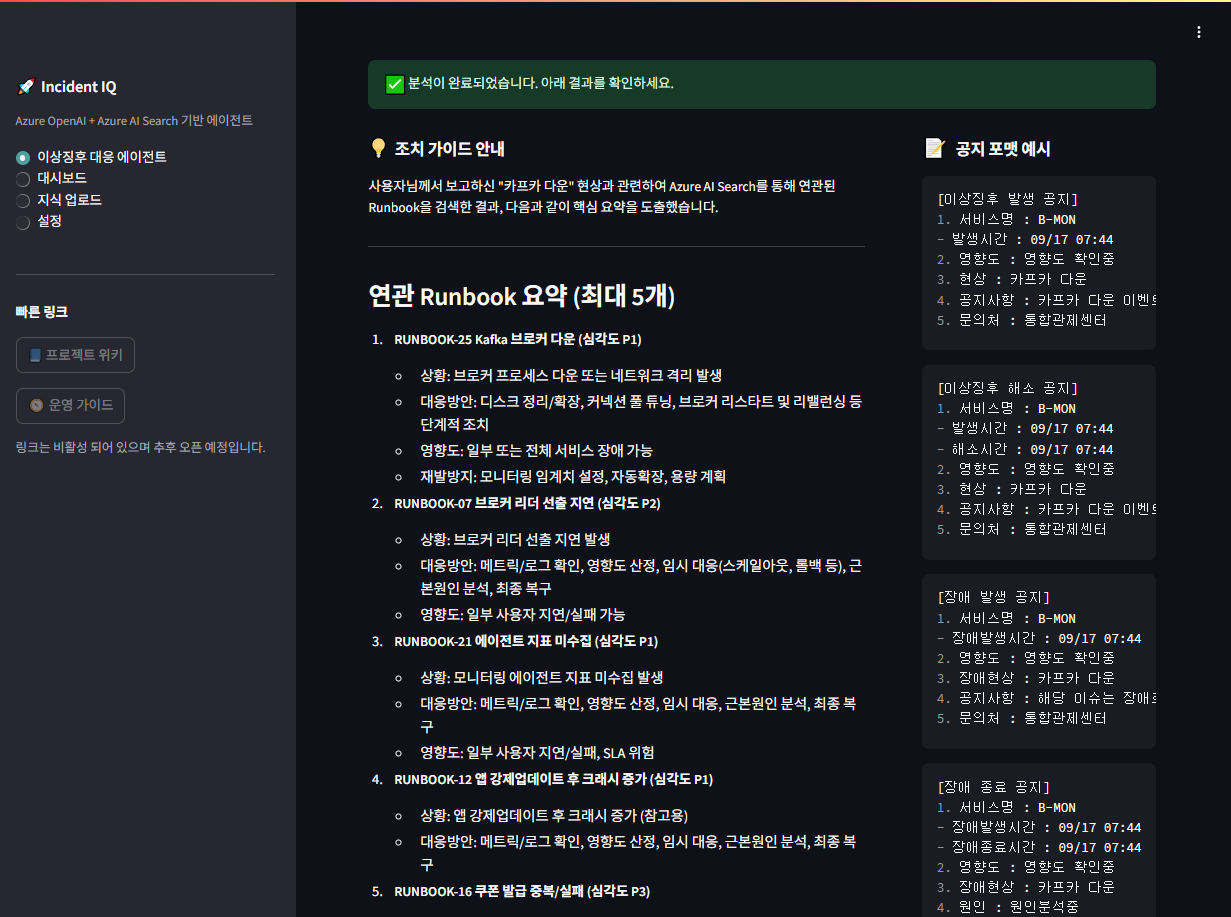 Incident IQ
Azure OpenAI + Azure AI Search 기반 에이전트
이상징후 대응 에이전트
대시보드
지식 업로드
설정
빠른 링크
프로젝트 위키
운영 가이드
링크는 비활성 되어 있으며 추후 오픈 예정입니다.
분석이 완료되었습니다. 아래 결과를 확인하세요.
조치 가이드 안내
사용자님께서 보고하신 "카프카 다운" 현상과 관련하여 Azure AI Search를 통해 연관된
Runbook을 검색한 결과, 다음과 같이 핵심 요약을 도출했습니다.
연관 Runbook 요약 (최대 5개)
1. RUNBOOK-25 Kafka 브로커 다운 (심각도 P1)
상황: 브로커 프로세스 다운 또는 네트워크 격리 발생
대응방안: 디스크 정리/확장, 커넥션 풀 튜닝, 브로커 리스타트 및 리밸런싱 등
단계적 조치
영향도: 일부 또는 전체 서비스 장애 가능
재발방지: 모니터링 임계치 설정, 자동확장, 용량 계획
2. RUNBOOK-07 브로커 리더 선출 지연 (심각도 P2)
상황: 브로커 리더 선출 지연 발생
대응방안: 메트릭/로그 확인, 영향도 산정, 임시 대응(스케일아웃, 롤백 등), 근
본원인 분석, 최종 복구
영향도: 일부 사용자 지연/실패 가능
3. RUNBOOK-21 에이전트 지표 미수집 (심각도 P1)
상황: 모니터링 에이전트 지표 미수집 발생
대응방안: 메트릭/로그 확인, 영향도 산정, 임시 대응, 근본원인 분석, 최종 복
구
영향도: 일부 사용자 지연/실패, SLA 위험
4. RUNBOOK-12 앱 강제업데이트 후 크래시 증가 (심각도 P1)
상황: 앱 강제업데이트 후 크래시 증가 (참고용)
대응방안: 메트릭/로그 확인, 영향도 산정, 임시 대응, 근본원인 분석, 최종 복
구
5. RUNBOOK-16 쿠폰 발급 중복/실패 (심각도 P3)
공지 포맷 예시
[이상징후 발생 공지]
1. 서비스명 : B-MON
- 발생시간 : 09/17 07:44
2. 영향도 : 영향도 확인중
3. 현상 : 카프카 다운
4. 공지사항 : 카프카 다운
5. 문의처 : 통합관제센터
[이상징후 해소 공지]
1. 서비스명 : B-MON
- 발생시간 : 09/17 07:44
- 해소시간 : 09/17 07:44
2. 영향도 : 영향도 확인중
3. 현상 : 카프카 다운
4. 공지사항 : 카프카 다운
5. 문의처 : 통합관제센터
[장애 발생 공지]
1. 서비스명 : B-MON
- 장애발생시간 : 09/17 07:44
2. 영향도 : 영향도 확인중
3. 장애현상 : 카프카 다운
4. 공지사항 : 해당 이슈는
5. 문의처 : 통합관제센터
[장애 종료 공지]
1. 서비스명 : B-MON
- 장애발생시간 : 09/17 07:44
- 장애종료시간 : 09/17 07:44
2. 영향도 : 영향도 확인중
3. 장애현상 : 카프카 다운
4. 원인 : 원인분석중